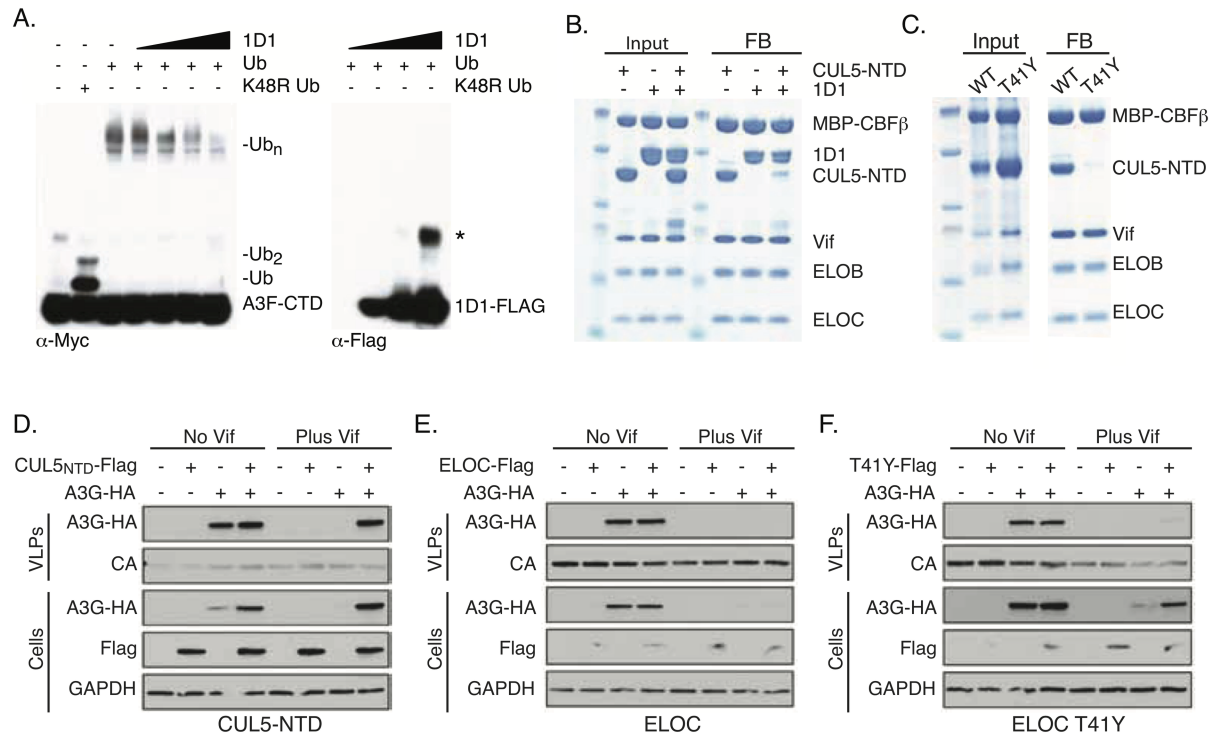 A.
- - - - 1D1
- - + + + + + Ub
- + - - - - - K48R Ub
-Ubn
-Ub2
-Ub
A3F-CTD
α-Myc
- 1D1
+ + + + Ub
- - - - K48R Ub
*
1D1-FLAG
α-Flag
B.
Input FB
+ - + + - + CUL5-NTD
- + + - + + 1D1
MBP-CBFβ
1D1
CUL5-NTD
Vif
ELOB
ELOC
C.
Input FB
WT T41Y WT T41Y
MBP-CBFβ
CUL5-NTD
Vif
ELOB
ELOC
D.
No Vif Plus Vif
CUL5NTD-Flag - + - + - + - +
A3G-HA - - + + - - + +
VLPs
A3G-HA
CA
Cells
A3G-HA
Flag
GAPDH
CUL5-NTD
E.
No Vif Plus Vif
ELOC-Flag - + - + - + - +
A3G-HA - - + + - - + +
VLPs
A3G-HA
CA
Cells
A3G-HA
Flag
GAPDH
ELOC
F.
No Vif Plus Vif
T41Y-Flag - + - + - + - +
A3G-HA - - + + - - + +
VLPs
A3G-HA
CA
Cells
A3G-HA
Flag
GAPDH
ELOC T41Y